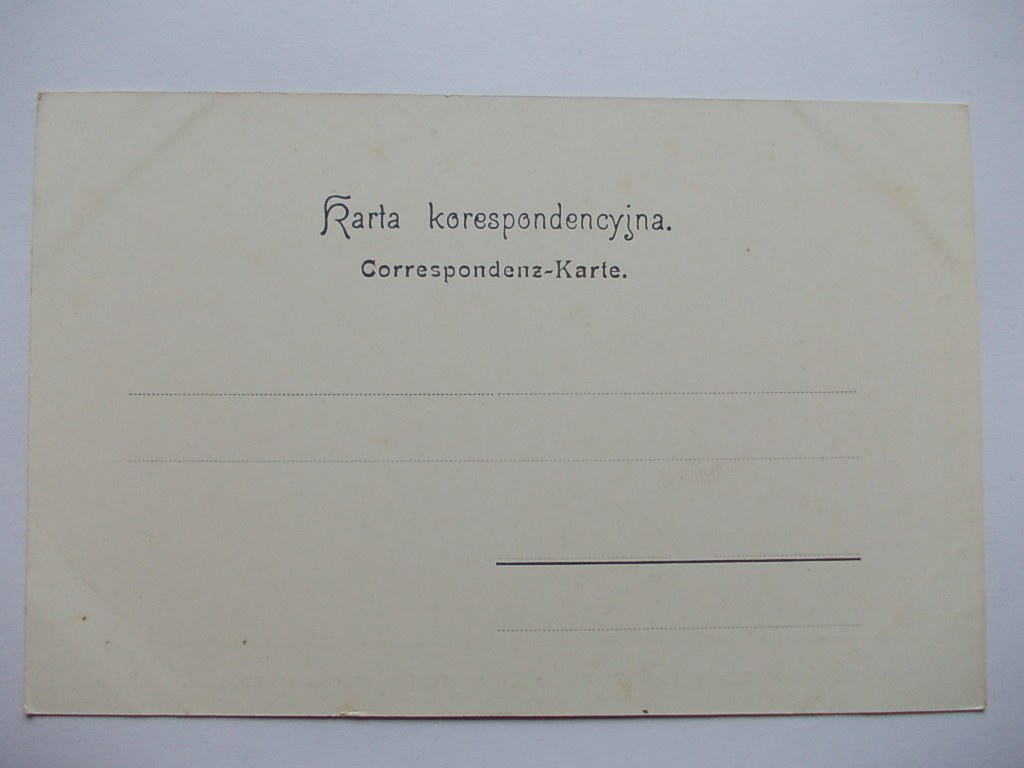 Karta korespondencyjna.
Correspondenz-Karte.